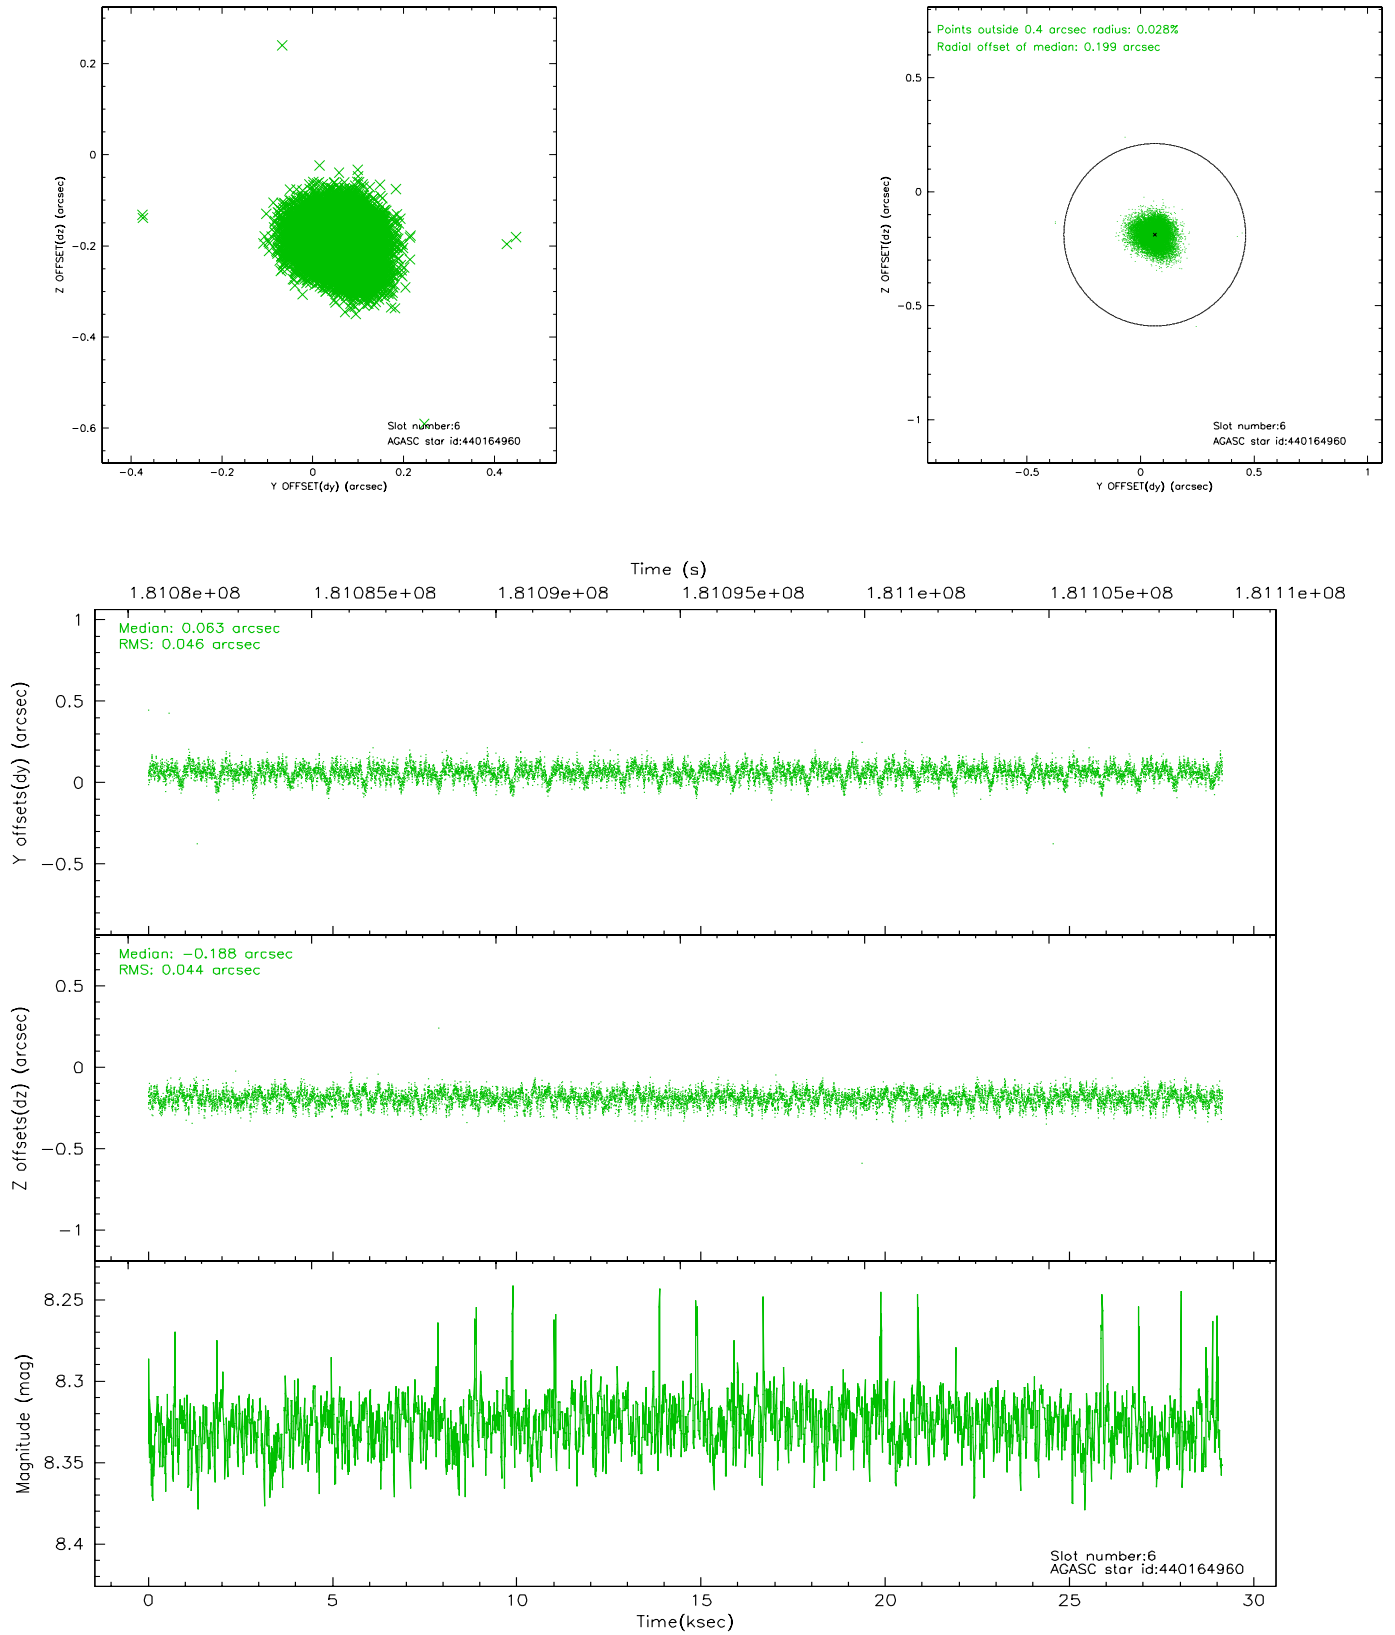 0.2
0
−0.2
−0.4
−0.6
Z OFFSET(dz) (arcsec)
Slot number:6
AGASC star id:440164960
−0.4 −0.2 0 0.2 0.4
Y OFFSET(dy) (arcsec)
Points outside 0.4 arcsec radius: 0.028%
Radial offset of median: 0.199 arcsec
0.5
0
−0.5
−1
Z OFFSET(dz) (arcsec)
Slot number:6
AGASC star id:440164960
−0.5 0 0.5 1
Y OFFSET(dy) (arcsec)
Time (s)
1.8108e+08 1.81085e+08 1.8109e+08 1.81095e+08 1.811e+08 1.81105e+08 1.8111e+08
Median: 0.063 arcsec
RMS: 0.046 arcsec
1
0.5
0
−0.5
Y offsets(dy) (arcsec)
Median: −0.188 arcsec
RMS: 0.044 arcsec
0.5
0
−0.5
−1
Z offsets(dz) (arcsec)
8.25
8.3
8.35
8.4
Magnitude (mag)
Slot number:6
AGASC star id:440164960
0 5 10 15 20 25 30
Time(ksec)